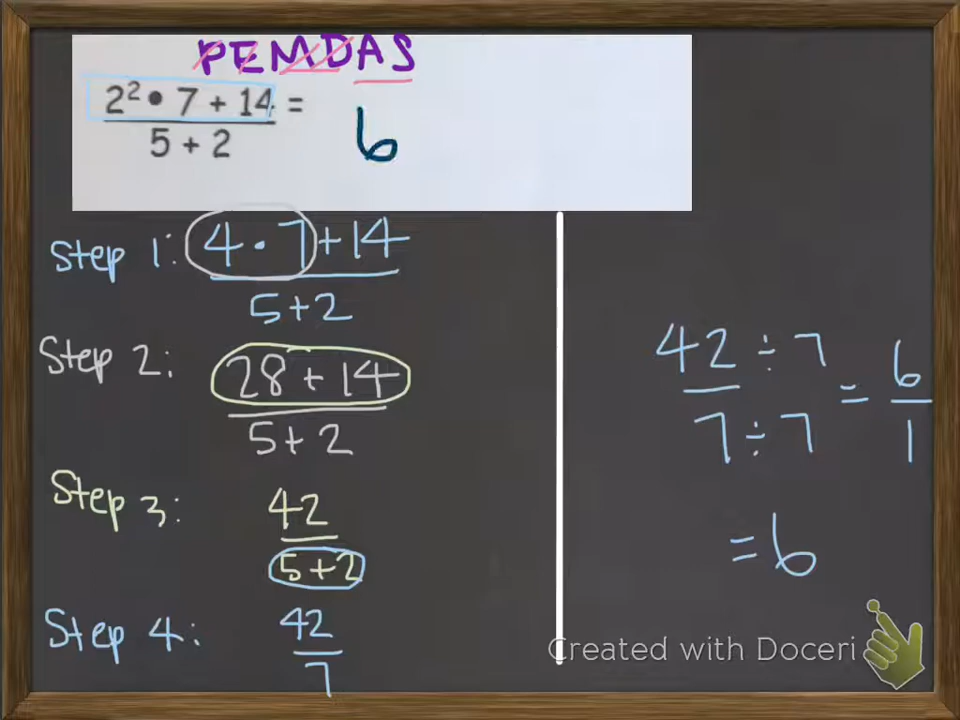 PEMDAS
2² • 7 + 14 =
5 + 2
6
Step 1: 4 • 7 + 14
5 + 2
Step 2: 28 + 14
5 + 2
Step 3: 42
5 + 2
Step 4: 42
7
42 ÷ 7 = 6
7 ÷ 7 1
= 6
Created with Doceri